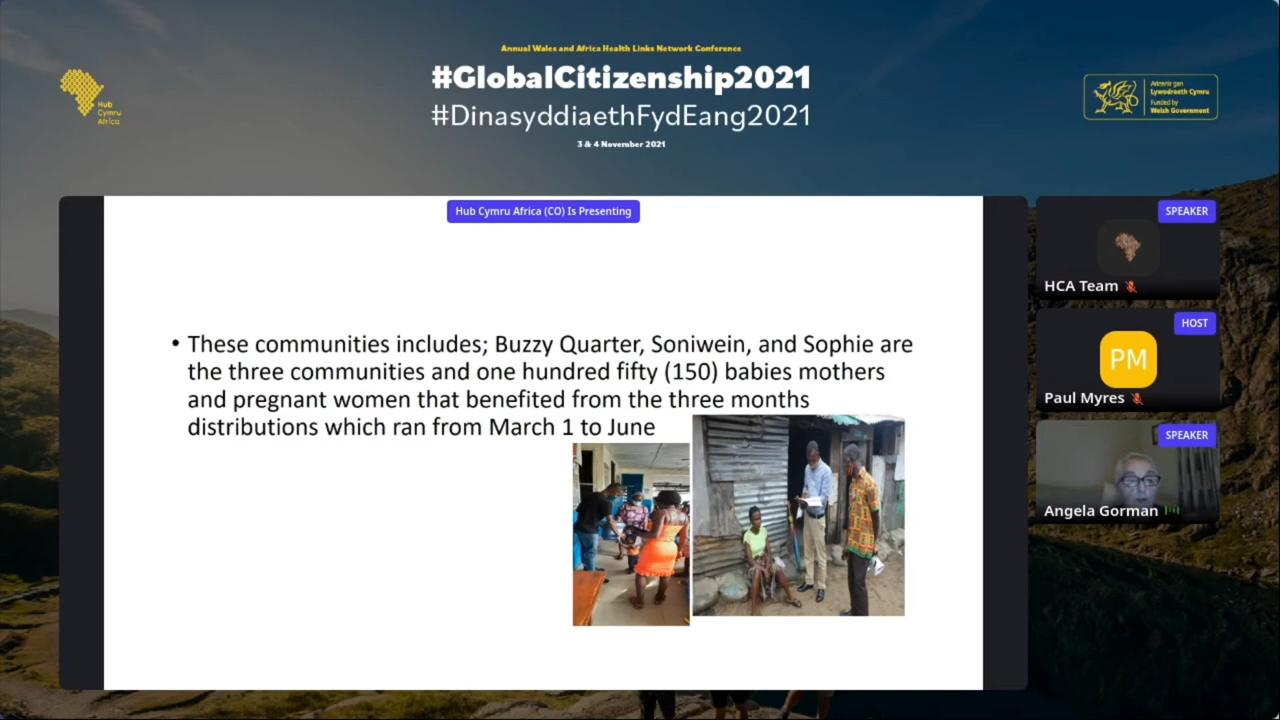 Annual Wales and Africa Health Links Network Conference
#GlobalCitizenship2021
#DinasyddiaethFydEang2021
3 & 4 November 2021
Hub
Cymru
Africa
Ariennir gan
Lywodraeth Cymru
Funded by
Welsh Government
Hub Cymru Africa (CO) Is Presenting
• These communities includes; Buzzy Quarter, Soniwein, and Sophie are
the three communities and one hundred fifty (150) babies mothers
and pregnant women that benefited from the three months
distributions which ran from March 1 to June
SPEAKER
HCA Team
HOST
PM
Paul Myres
SPEAKER
Angela Gorman